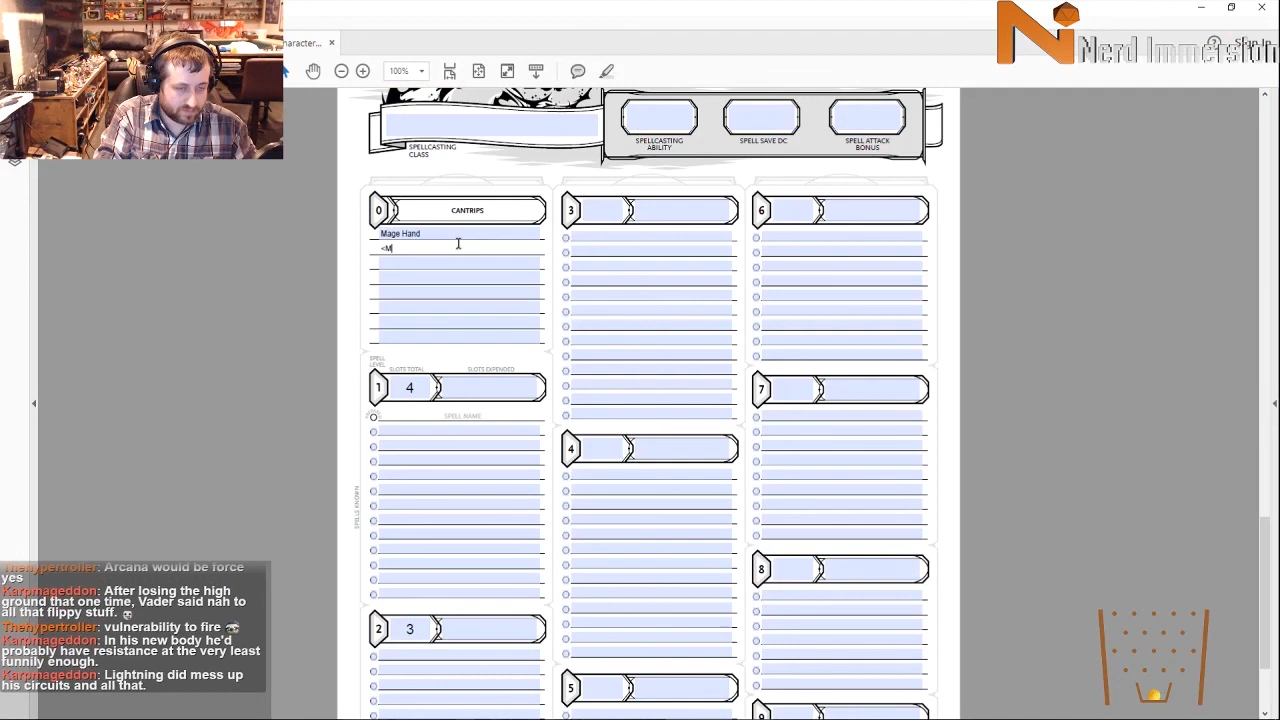 Nerd Immersion
Sign In
character... ×
100%
SPELLCASTING
CLASS
SPELLCASTING
ABILITY
SPELL SAVE DC
SPELL ATTACK
BONUS
0
CANTRIPS
Mage Hand
<M
SPELL
LEVEL
SLOTS TOTAL
SLOTS EXPENDED
1
4
SPELL NAME
SPELLS KNOWN
2
3
3
4
5
6
7
8
9
Thehypertroller: Arcana would be force
yes
Karpmageddon: After losing the high
ground that one time, Vader said nah to
all that flippy stuff.
Thehypertroller: vulnerability to fire
Karpmageddon: In his new body he'd
probably have resistance at the very least
funnily enough.
Karpmageddon: Lightning did mess up
his circuits and all that.